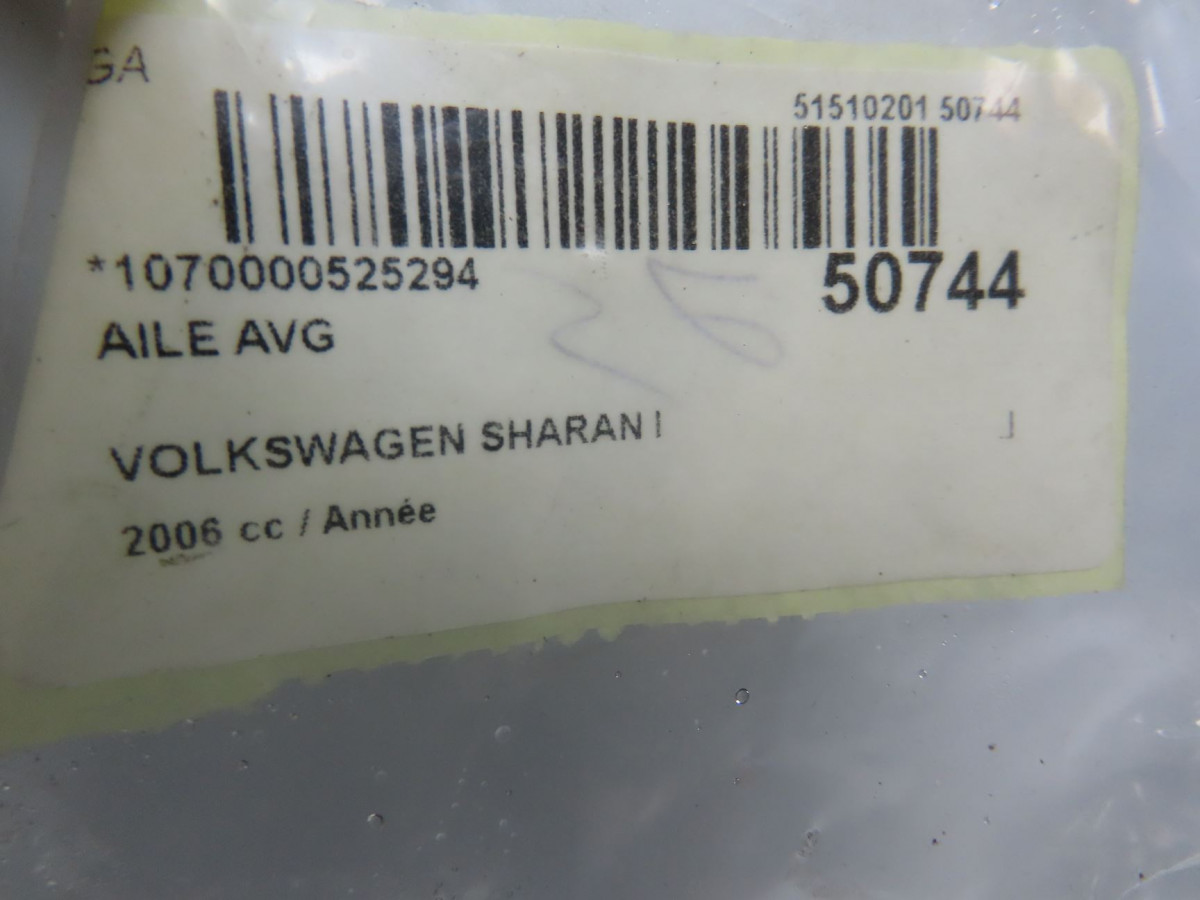 GA
51510201 50744
*1070000525294
50744
AILE AVG
VOLKSWAGEN SHARAN I
J
2006 cc / Année